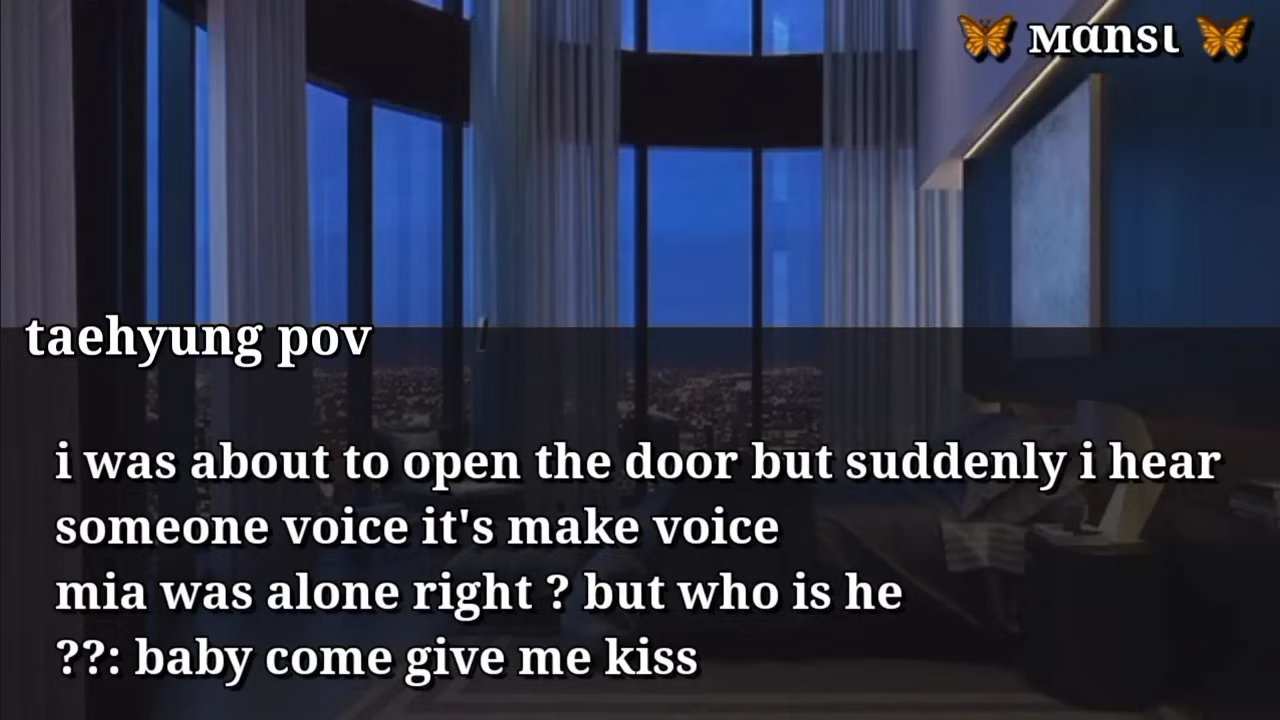 🦋 мαnsι 🦋
taehyung pov
i was about to open the door but suddenly i hear
someone voice it's make voice
mia was alone right ? but who is he
??: baby come give me kiss